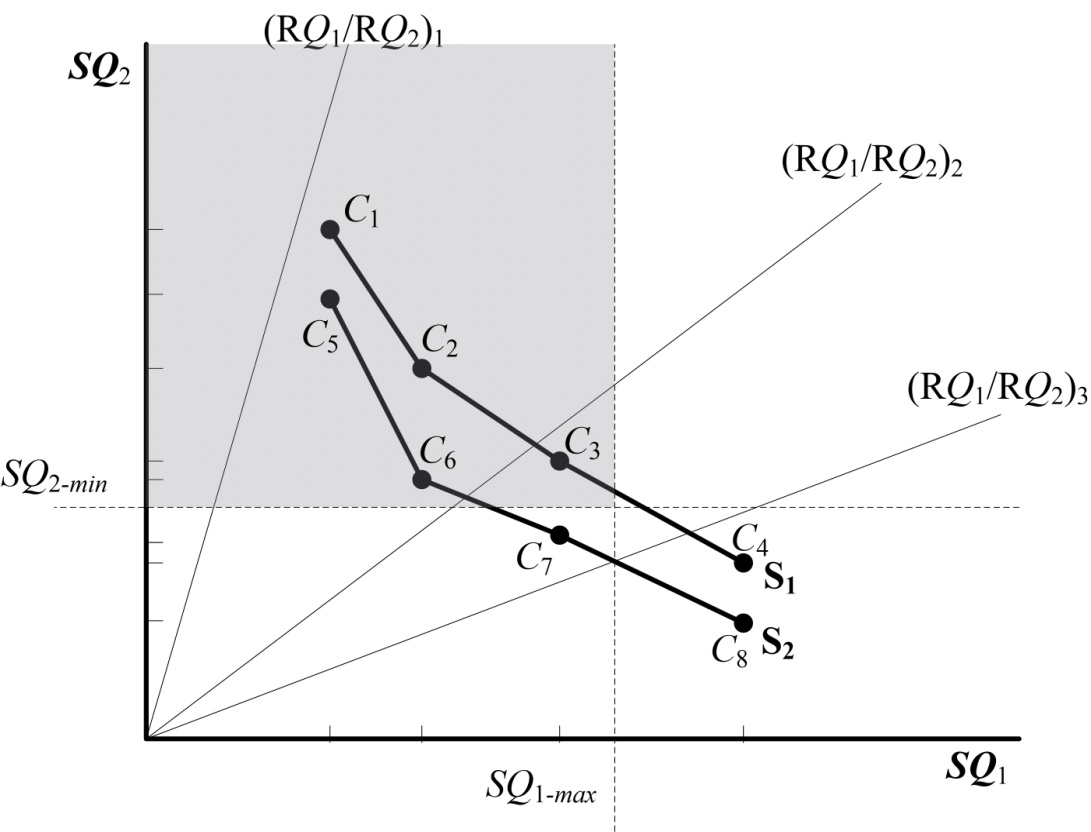 (RQ1/RQ2)1
SQ2
(RQ1/RQ2)2
C1
C5
C2
(RQ1/RQ2)3
C6
C3
SQ2-min
C7
C4
S1
C8
S2
SQ1
SQ1-max